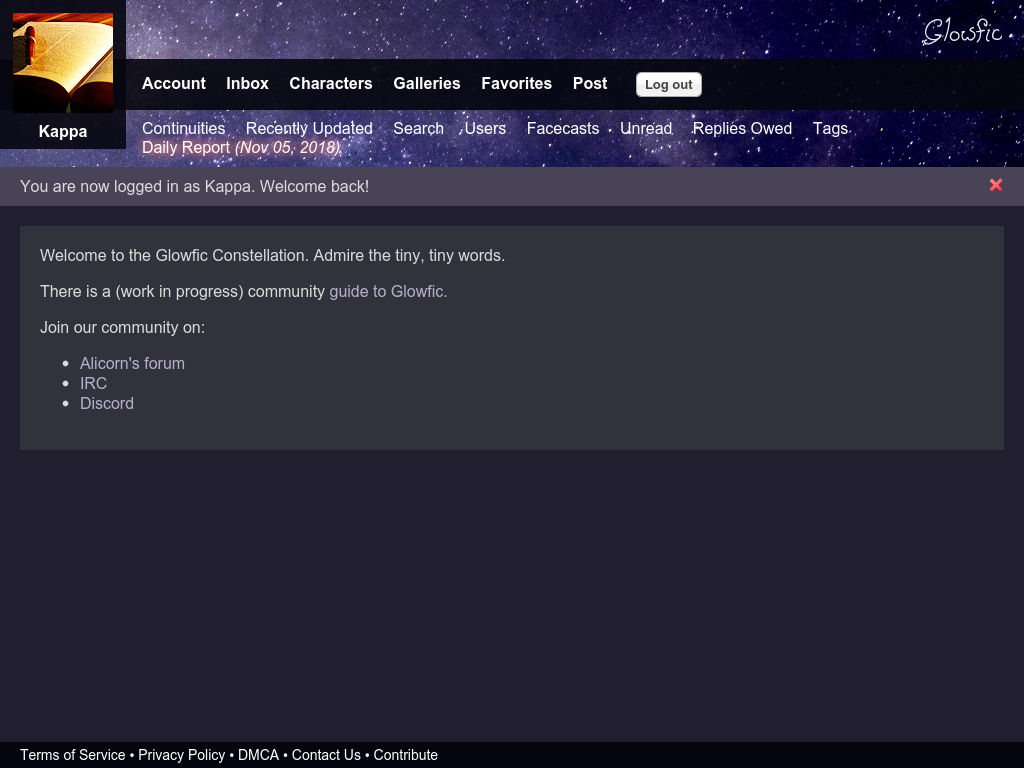 Glowfic
Account Inbox Characters Galleries Favorites Post Log out
Kappa
Continuities Recently Updated Search Users Facecasts Unread Replies Owed Tags
Daily Report (Nov 05, 2018)
You are now logged in as Kappa. Welcome back!
Welcome to the Glowfic Constellation. Admire the tiny, tiny words.
There is a (work in progress) community guide to Glowfic.
Join our community on:
• Alicorn's forum
• IRC
• Discord
Terms of Service • Privacy Policy • DMCA • Contact Us • Contribute